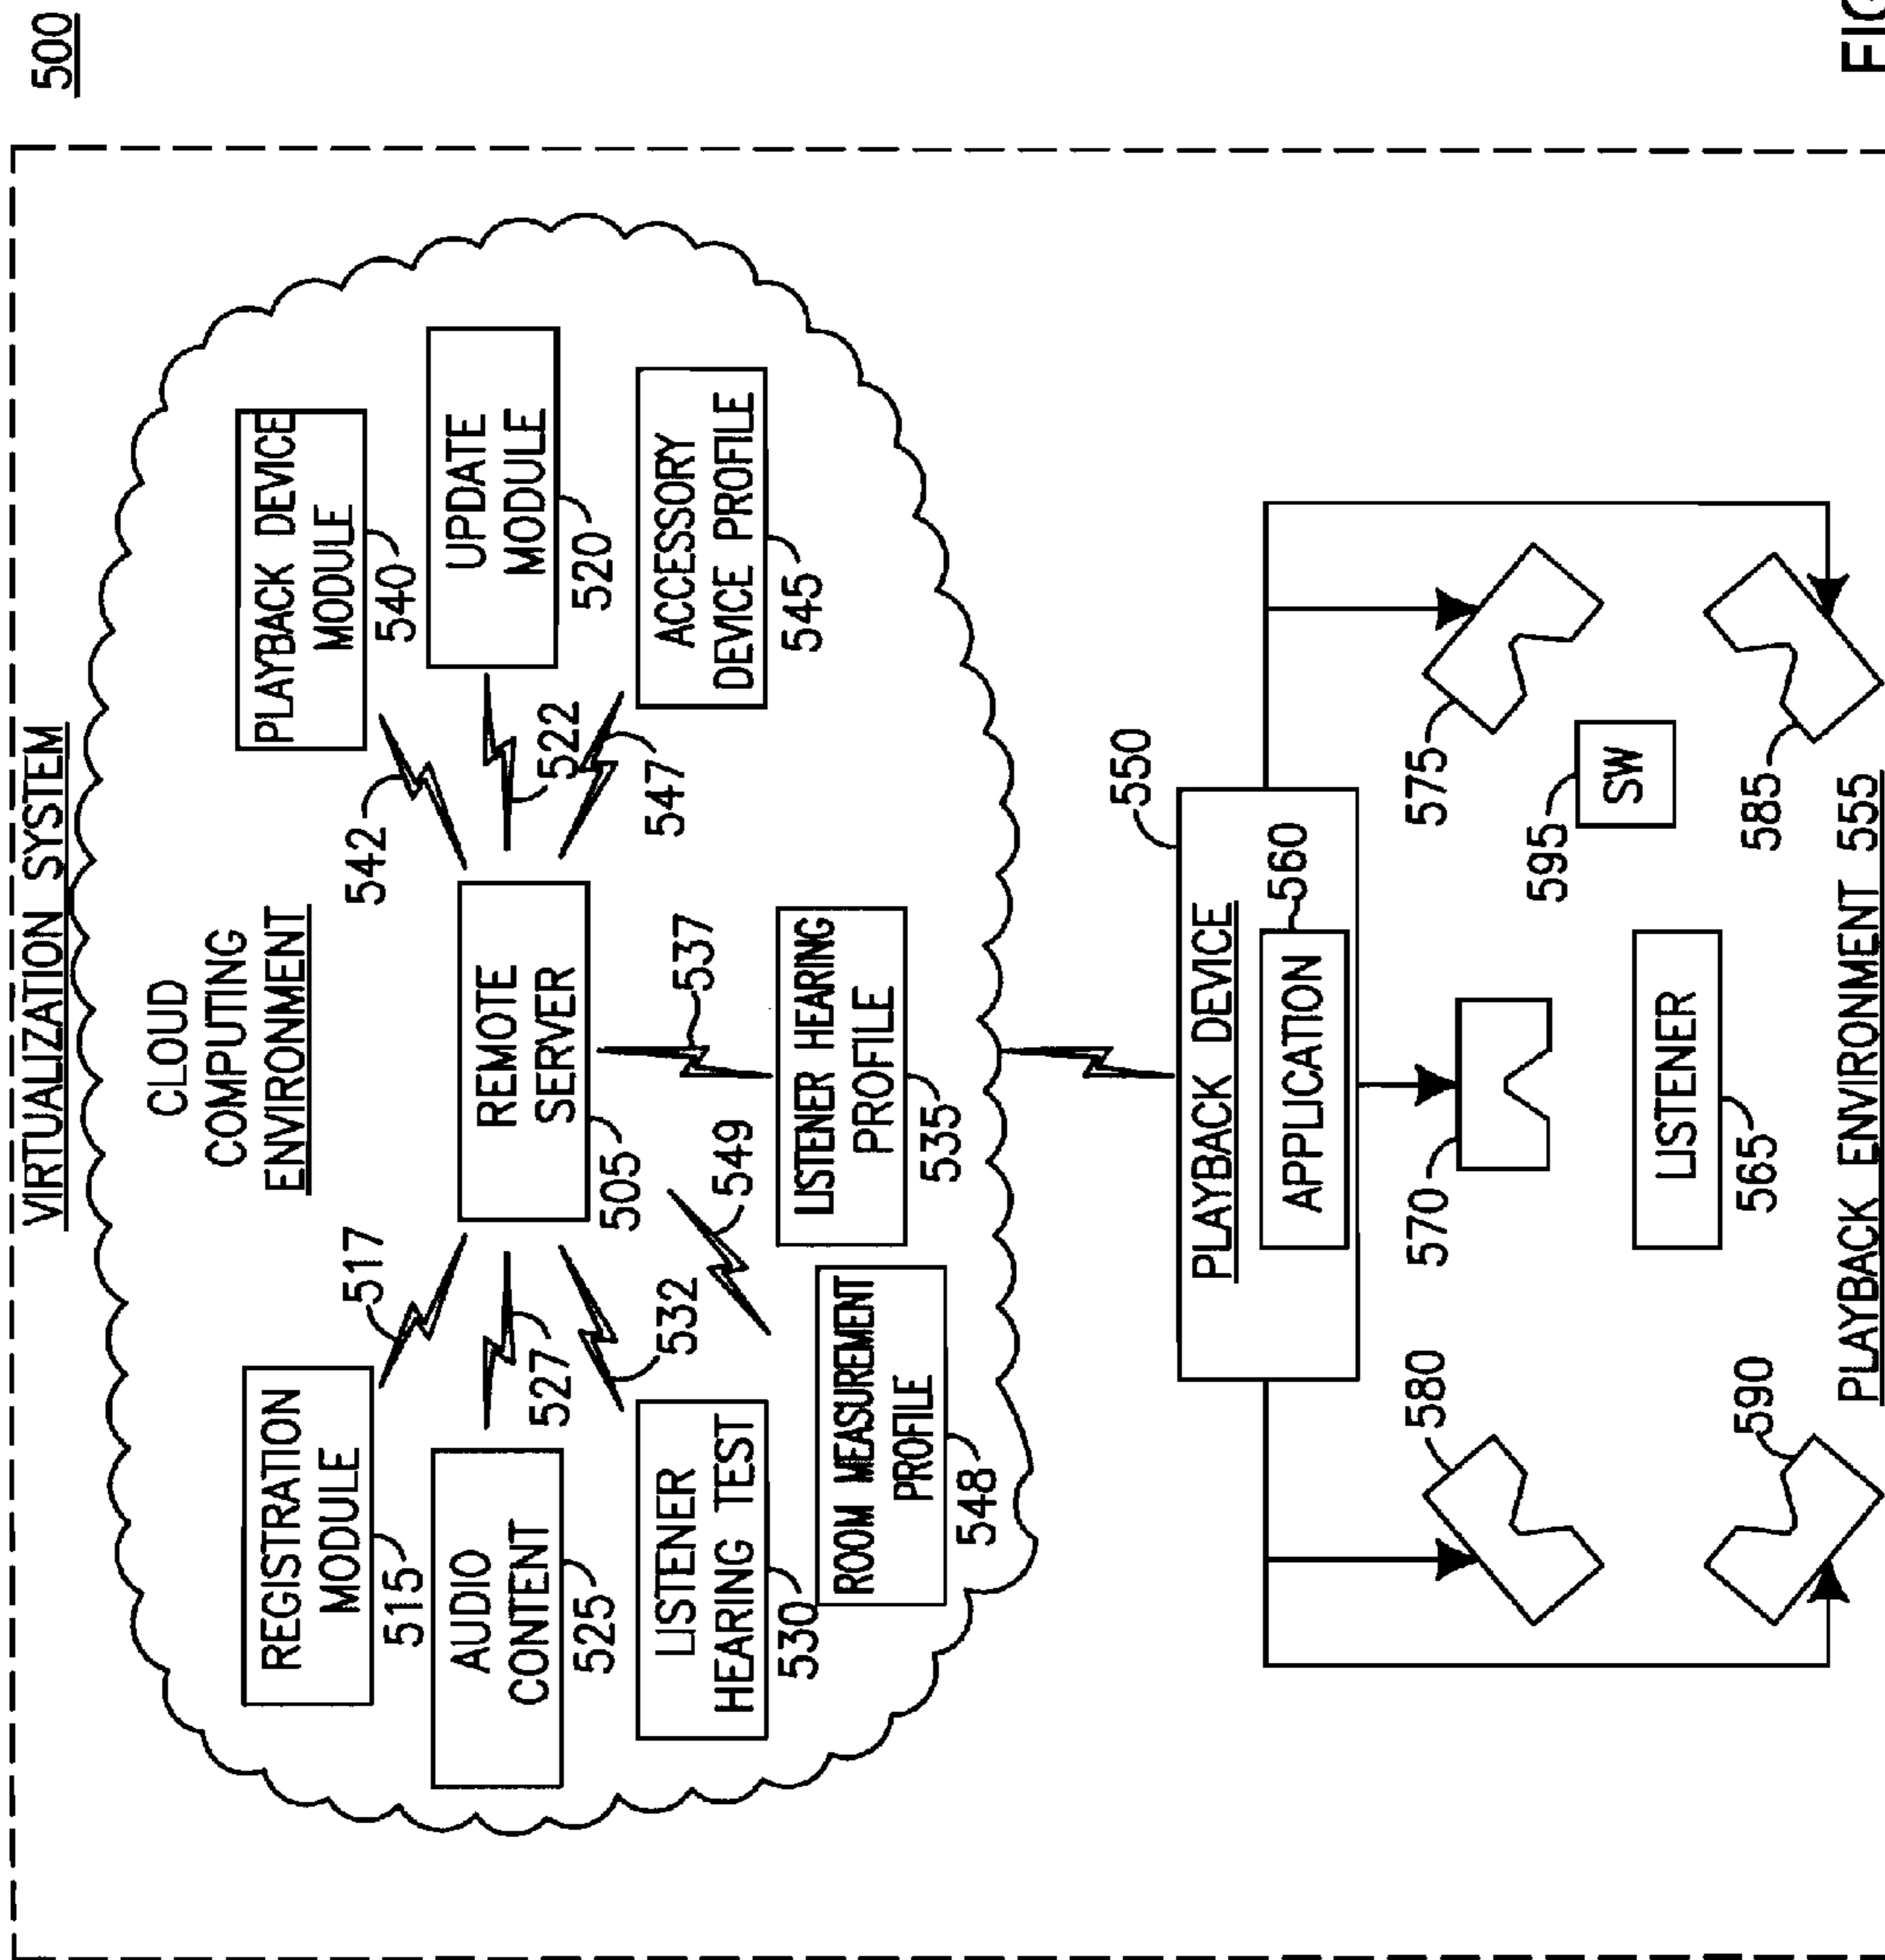 500
VIRTUALIZATION SYSTEM
CLOUD
COMPUTING
ENVIRONMENT
REGISTRATION
MODULE
515
517
PLAYBACK DEVICE
MODULE
540
542
AUDIO
CONTENT
525
527
REMOTE
SERVER
505
UPDATE
MODULE
520
522
LISTENER
HEARING TEST
530
532
ACCESSORY
DEVICE PROFILE
545
547
537
549
LISTENER HEARING
PROFILE
535
ROOM MEASUREMENT
PROFILE
548
550
PLAYBACK DEVICE
APPLICATION
560
580
570
575
595
SW
LISTENER
565
590
585
PLAYBACK ENVIRONMENT 555